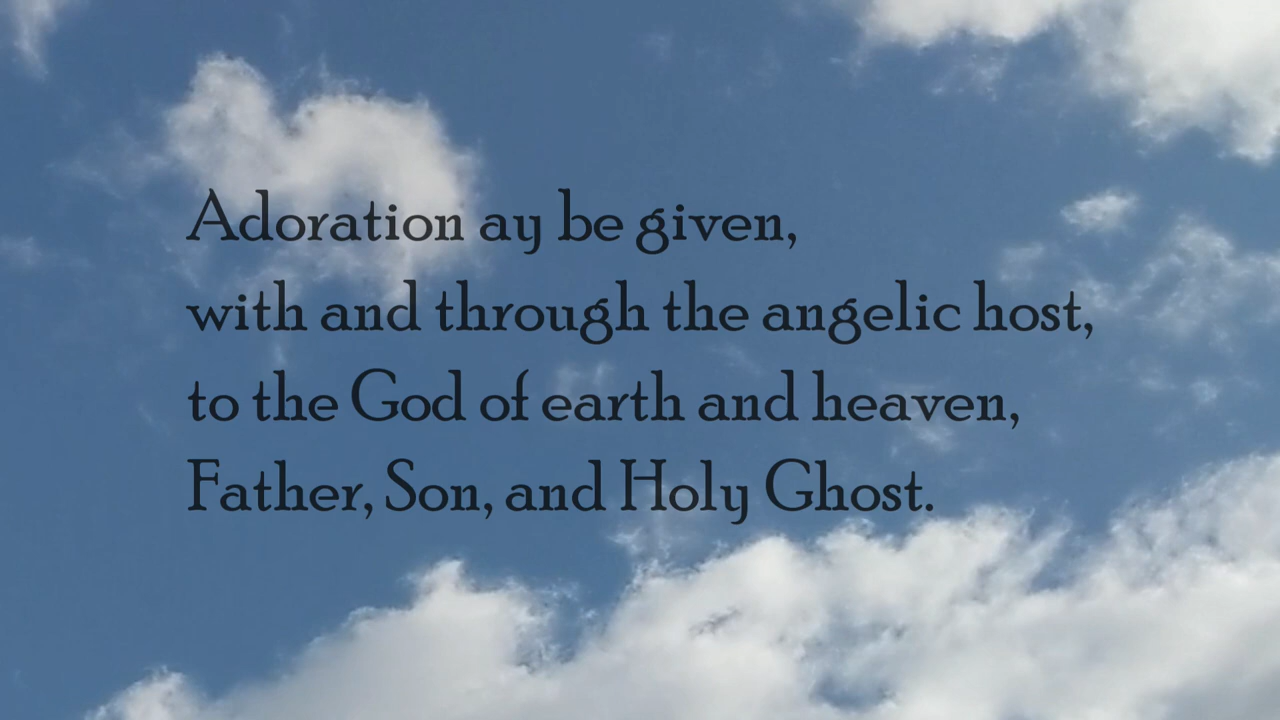 Adoration ay be given,
with and through the angelic host,
to the God of earth and heaven,
Father, Son, and Holy Ghost.